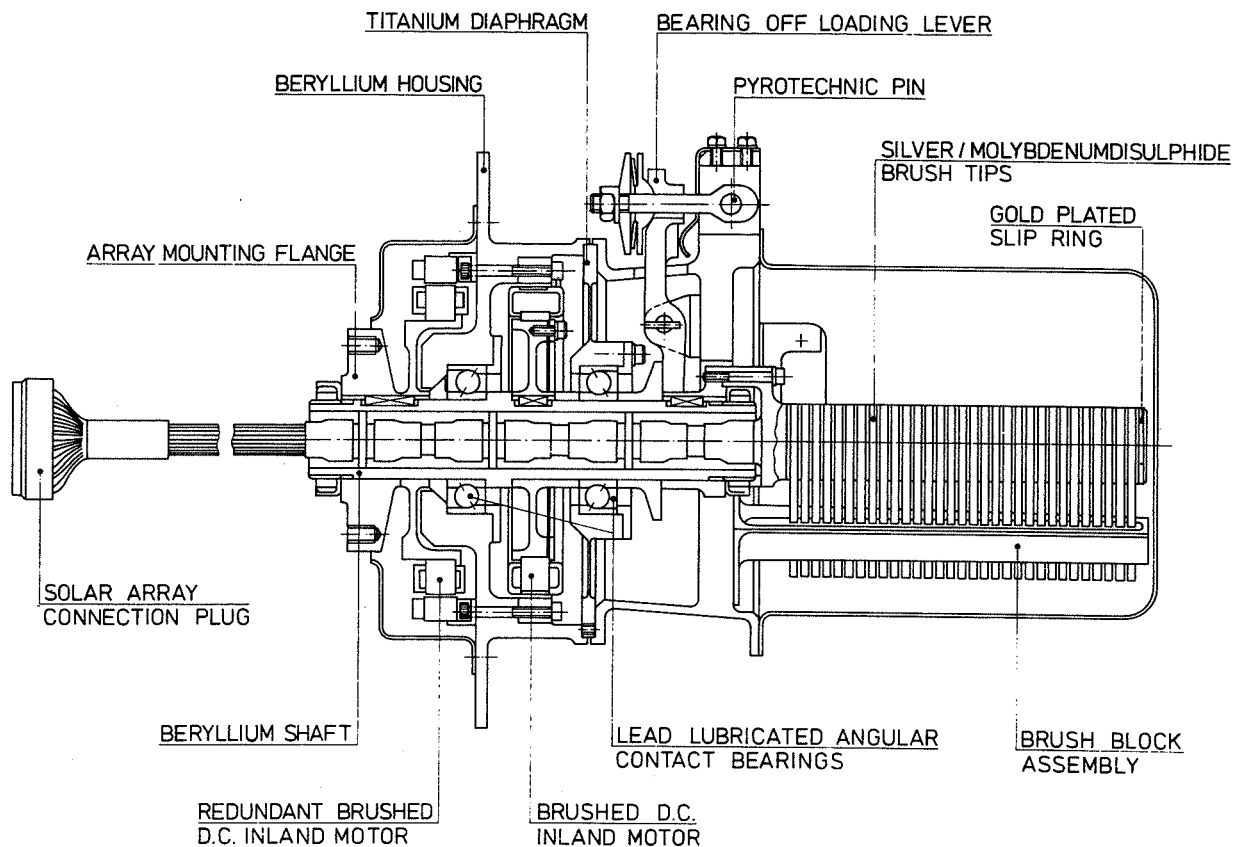 TITANIUM DIAPHRAGM
BEARING OFF LOADING LEVER
BERYLLIUM HOUSING
PYROTECHNIC PIN
SILVER / MOLYBDENUMDISULPHIDE
BRUSH TIPS
GOLD PLATED
SLIP RING
ARRAY MOUNTING FLANGE
SOLAR ARRAY
CONNECTION PLUG
BERYLLIUM SHAFT
LEAD LUBRICATED ANGULAR
CONTACT BEARINGS
BRUSH BLOCK
ASSEMBLY
REDUNDANT BRUSHED
D.C. INLAND MOTOR
BRUSHED D.C.
INLAND MOTOR